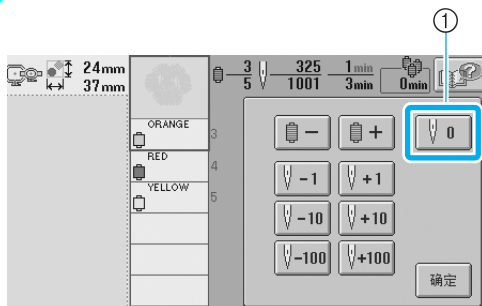 ①
24mm
37mm
3/5 325/1001 1min/3min 0min
ORANGE 3
RED 4
YELLOW 5
− + 0
-1 +1
-10 +10
-100 +100
确定